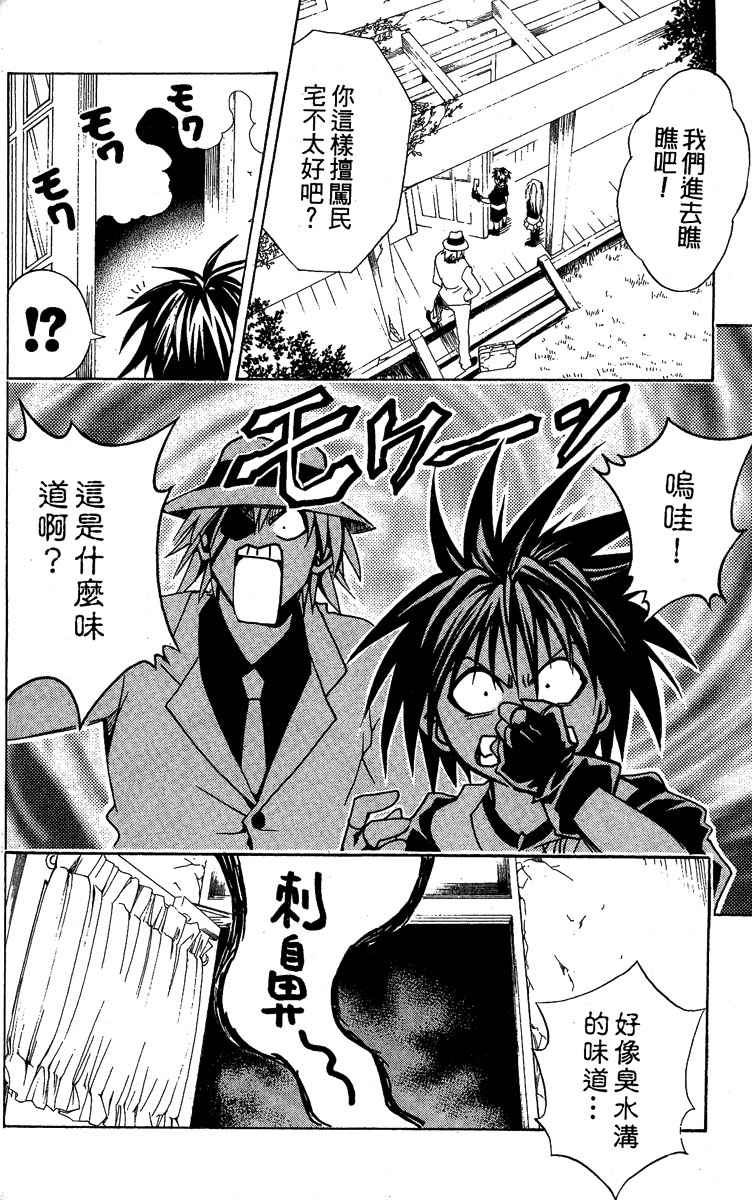 我們進去瞧
瞧吧！
你這樣擅闖民
宅不太好吧？
モワ
モワ
モワ
!?
モワーン
嗚哇！
這是什麼味
道啊？
刺鼻～
好像臭水溝
的味道…